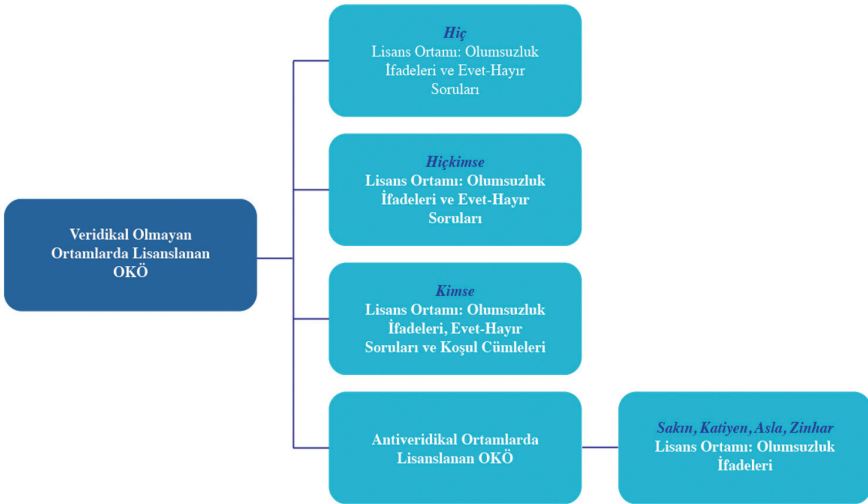 Hiç
Lisans Ortamı: Olumsuzluk
İfadeleri ve Evet-Hayır
Soruları
Hiçkimse
Lisans Ortamı: Olumsuzluk
İfadeleri ve Evet-Hayır
Soruları
Veridikal Olmayan
Ortamlarda Lisanslanan
OKÖ
Kimse
Lisans Ortamı: Olumsuzluk
İfadeleri, Evet-Hayır
Soruları ve Koşul Cümleleri
Antiveridikal Ortamlarda
Lisanslanan OKÖ
Sakın, Katiyen, Asla, Zinhar
Lisans Ortamı: Olumsuzluk
İfadeleri